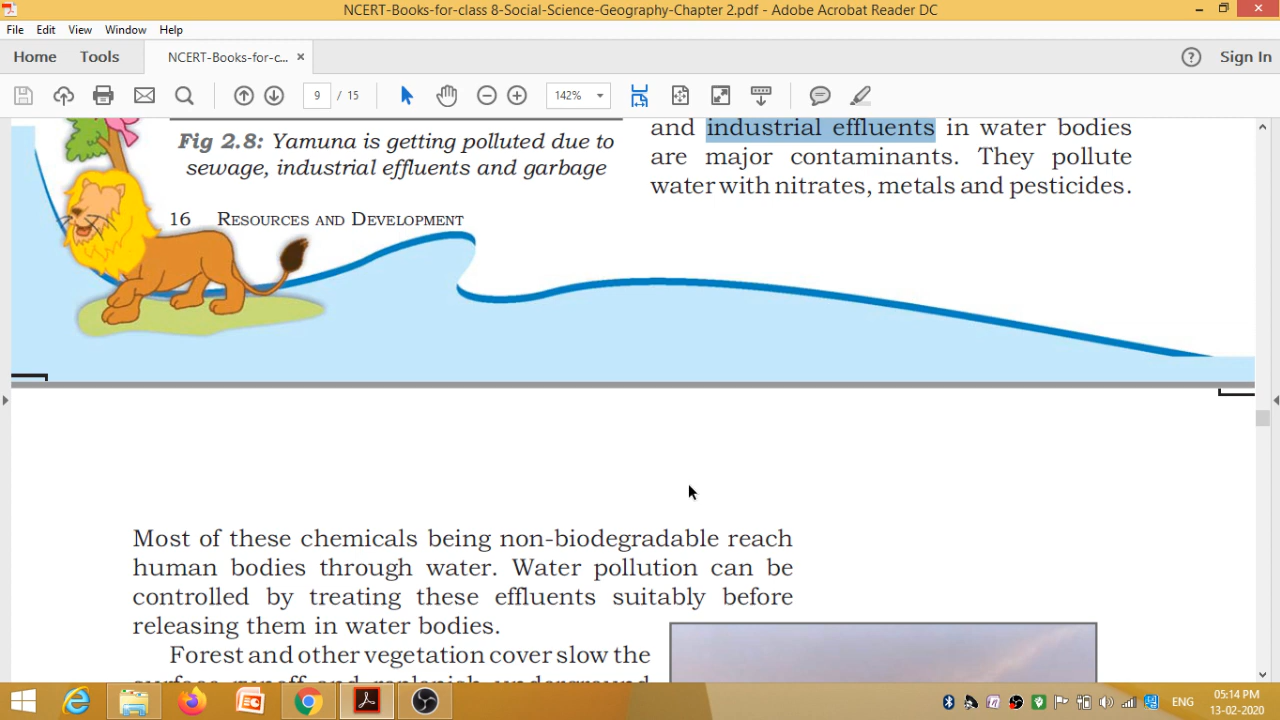 NCERT-Books-for-class 8-Social-Science-Geography-Chapter 2.pdf - Adobe Acrobat Reader DC
File Edit View Window Help
Home Tools NCERT-Books-for-c... × Sign In
9 / 15 142%
and industrial effluents in water bodies
are major contaminants. They pollute
water with nitrates, metals and pesticides.
Fig 2.8: Yamuna is getting polluted due to
sewage, industrial effluents and garbage
16 RESOURCES AND DEVELOPMENT
Most of these chemicals being non-biodegradable reach
human bodies through water. Water pollution can be
controlled by treating these effluents suitably before
releasing them in water bodies.
Forest and other vegetation cover slow the
surface runoff and replenish underground
ENG
05:14 PM
13-02-2020